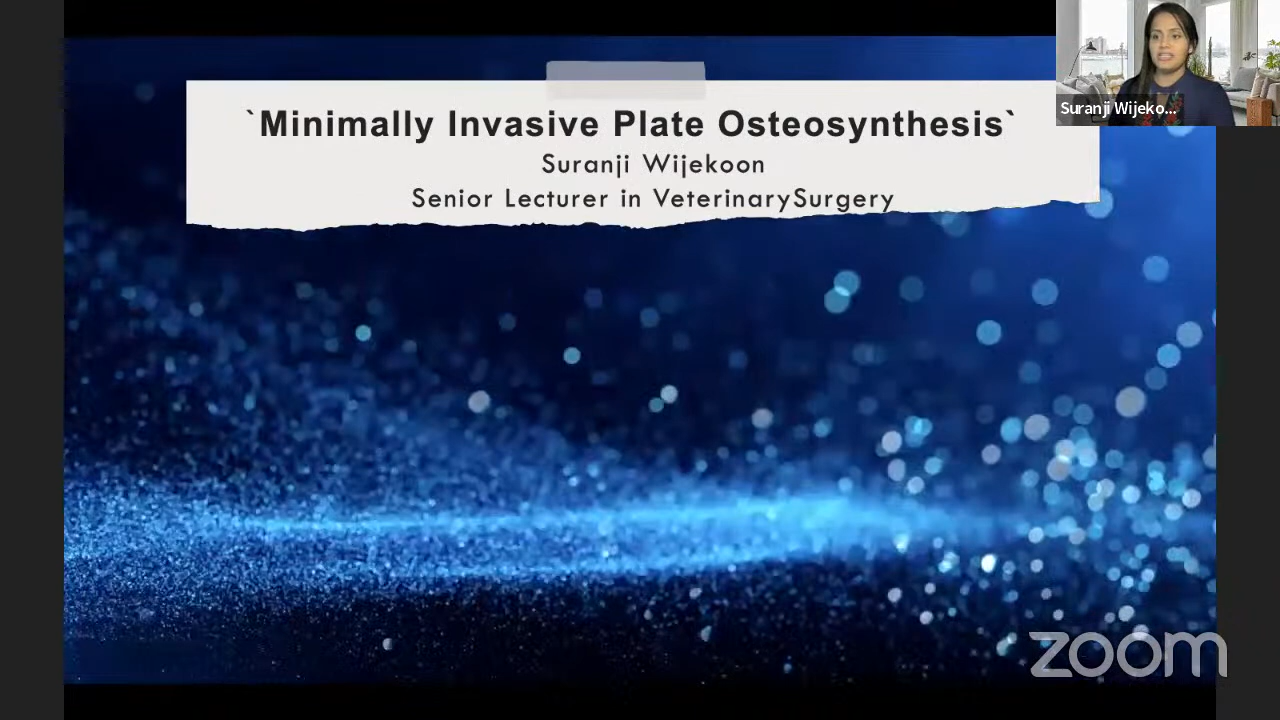 `Minimally Invasive Plate Osteosynthesis`
Suranji Wijekoon
Senior Lecturer in VeterinarySurgery
Suranji Wijeko...
zoom